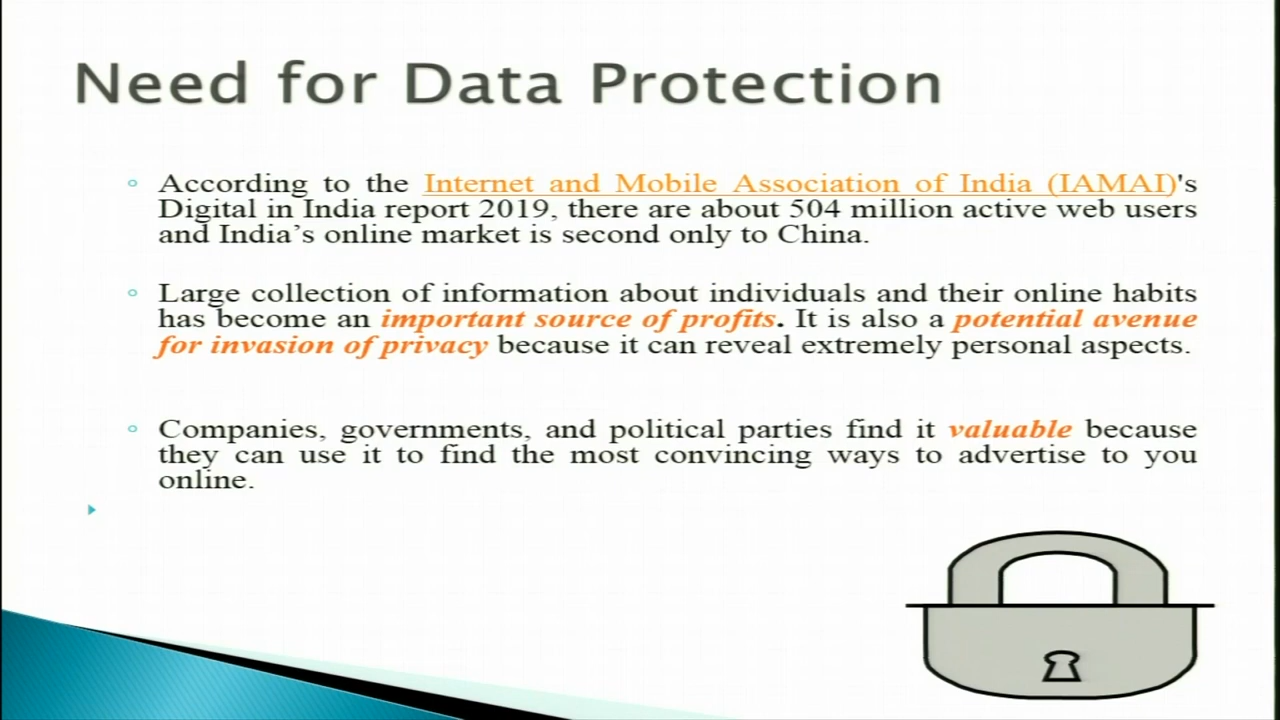 Need for Data Protection
According to the Internet and Mobile Association of India (IAMAI)'s
Digital in India report 2019, there are about 504 million active web users
and India’s online market is second only to China.
Large collection of information about individuals and their online habits
has become an important source of profits. It is also a potential avenue
for invasion of privacy because it can reveal extremely personal aspects.
Companies, governments, and political parties find it valuable because
they can use it to find the most convincing ways to advertise to you
online.